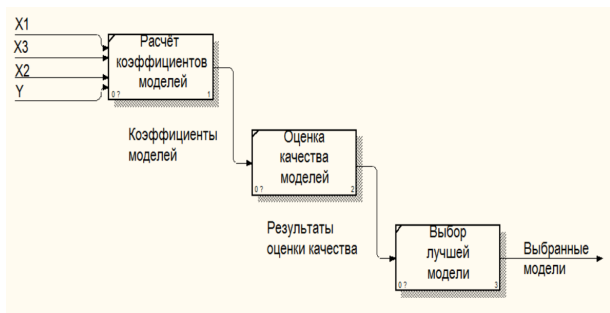 X1
X3
X2
Y
Расчёт
коэффициентов
моделей
0 ?
1
Коэффициенты
моделей
Оценка
качества
моделей
0 ?
2
Результаты
оценки качества
Выбор
лучшей
модели
0 ?
3
Выбранные
модели